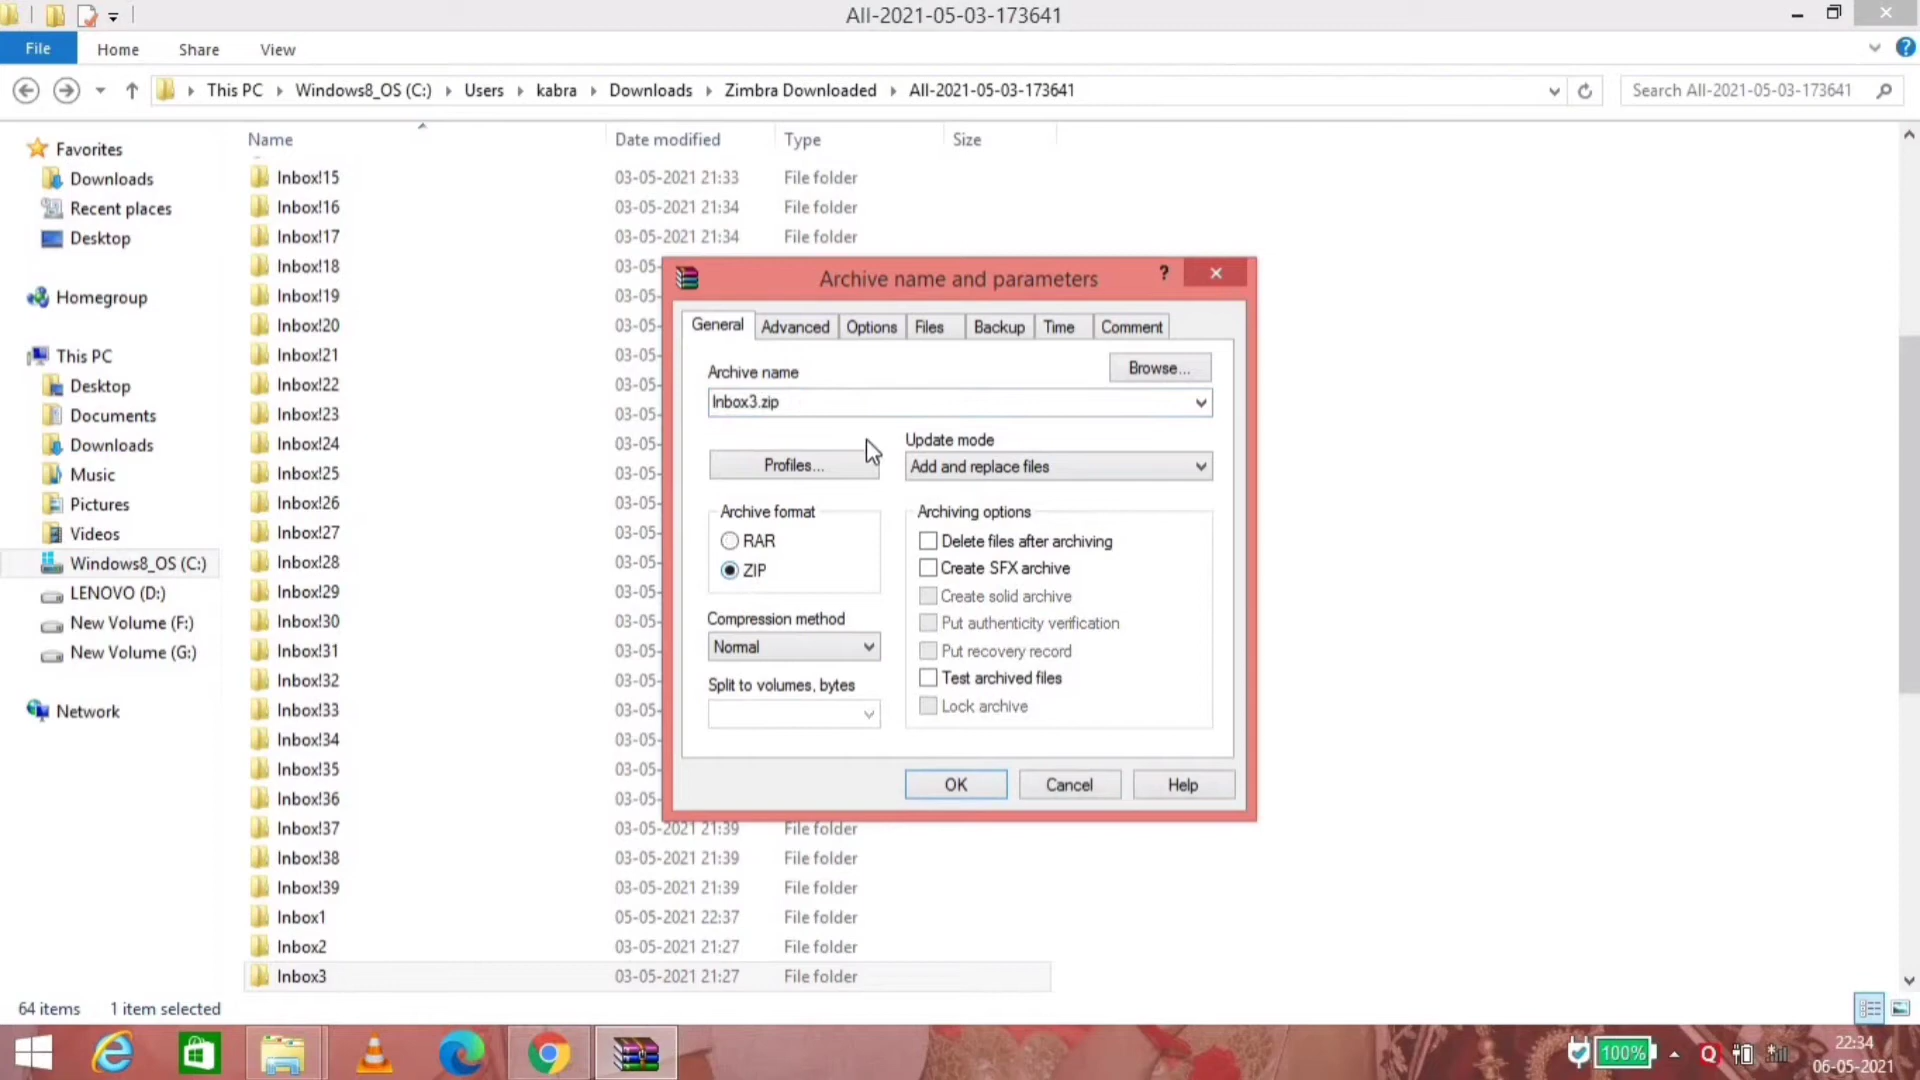 All-2021-05-03-173641
File Home Share View
This PC Windows8_OS (C:) Users kabra Downloads Zimbra Downloaded All-2021-05-03-173641
Search All-2021-05-03-173641
Name Date modified Type Size
Favorites
Downloads
Recent places
Desktop
Homegroup
This PC
Desktop
Documents
Downloads
Music
Pictures
Videos
Windows8_OS (C:)
LENOVO (D:)
New Volume (F:)
New Volume (G:)
Network
Inbox!15 03-05-2021 21:33 File folder
Inbox!16 03-05-2021 21:34 File folder
Inbox!17 03-05-2021 21:34 File folder
Inbox!18 03-05-
Inbox!19 03-05-
Inbox!20 03-05-
Inbox!21 03-05-
Inbox!22 03-05-
Inbox!23 03-05-
Inbox!24 03-05-
Inbox!25 03-05-
Inbox!26 03-05-
Inbox!27 03-05-
Inbox!28 03-05-
Inbox!29 03-05-
Inbox!30 03-05-
Inbox!31 03-05-
Inbox!32 03-05-
Inbox!33 03-05-
Inbox!34 03-05-
Inbox!35 03-05-
Inbox!36 03-05-
Inbox!37 03-05-2021 21:39 File folder
Inbox!38 03-05-2021 21:39 File folder
Inbox!39 03-05-2021 21:39 File folder
Inbox1 05-05-2021 22:37 File folder
Inbox2 03-05-2021 21:27 File folder
Inbox3 03-05-2021 21:27 File folder
Archive name and parameters
?
General Advanced Options Files Backup Time Comment
Archive name
Browse...
Inbox3.zip
Profiles...
Update mode
Add and replace files
Archive format
RAR
ZIP
Compression method
Normal
Split to volumes, bytes
Archiving options
Delete files after archiving
Create SFX archive
Create solid archive
Put authenticity verification
Put recovery record
Test archived files
Lock archive
OK Cancel Help
64 items 1 item selected
100%
22:34
06-05-2021